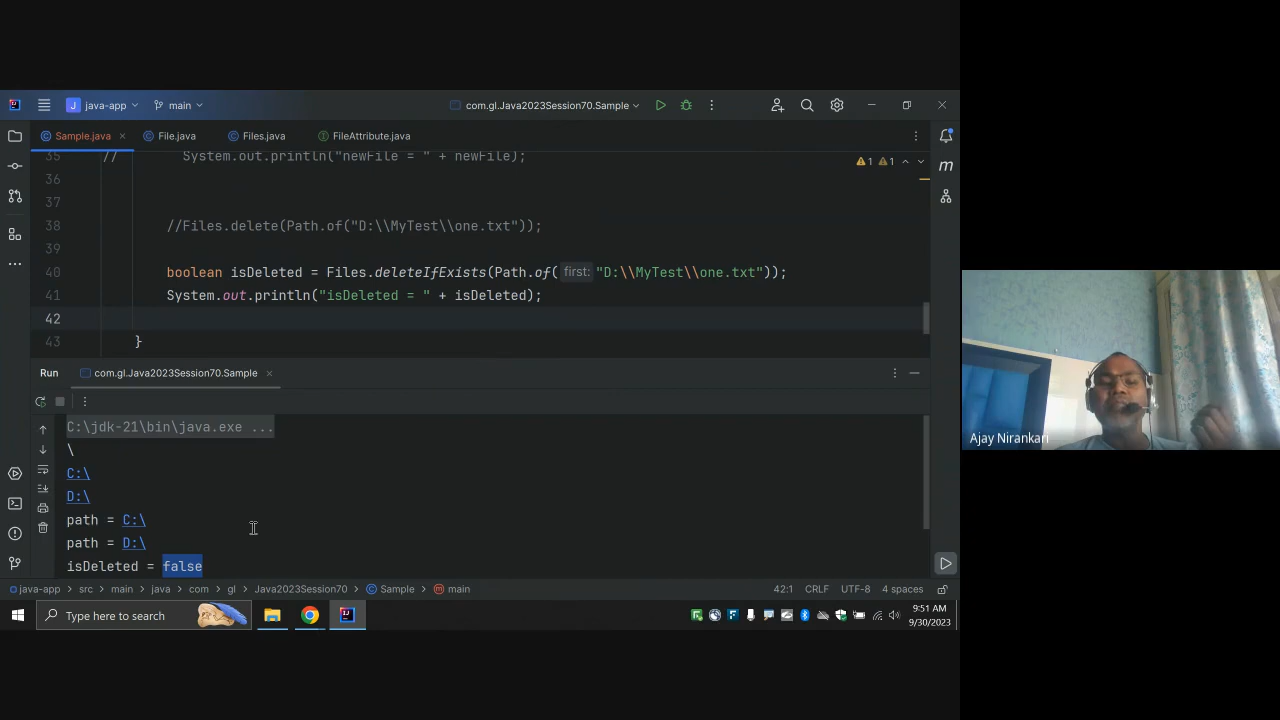 java-app
main
com.gl.Java2023Session70.Sample
Sample.java
File.java
Files.java
FileAttribute.java
35 // System.out.println("newFile = " + newFile);
1 1
36
37
38 //Files.delete(Path.of("D:\\MyTest\\one.txt"));
39
40 boolean isDeleted = Files.deleteIfExists(Path.of( first: "D:\\MyTest\\one.txt"));
41 System.out.println("isDeleted = " + isDeleted);
42
43 }
Run com.gl.Java2023Session70.Sample
C:\jdk-21\bin\java.exe ...
\
C:\
D:\
path = C:\
path = D:\
isDeleted = false
java-app > src > main > java > com > gl > Java2023Session70 > Sample > main 42:1 CRLF UTF-8 4 spaces
Type here to search
9:51 AM
9/30/2023
Ajay Nirankari